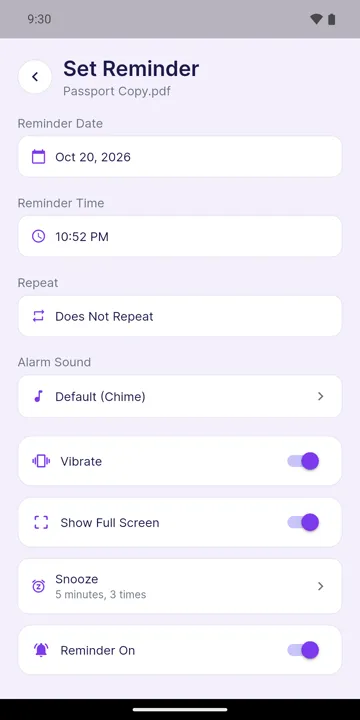 9:30
Set Reminder
Passport Copy.pdf
Reminder Date
Oct 20, 2026
Reminder Time
10:52 PM
Repeat
Does Not Repeat
Alarm Sound
Default (Chime)
Vibrate
Show Full Screen
Snooze
5 minutes, 3 times
Reminder On